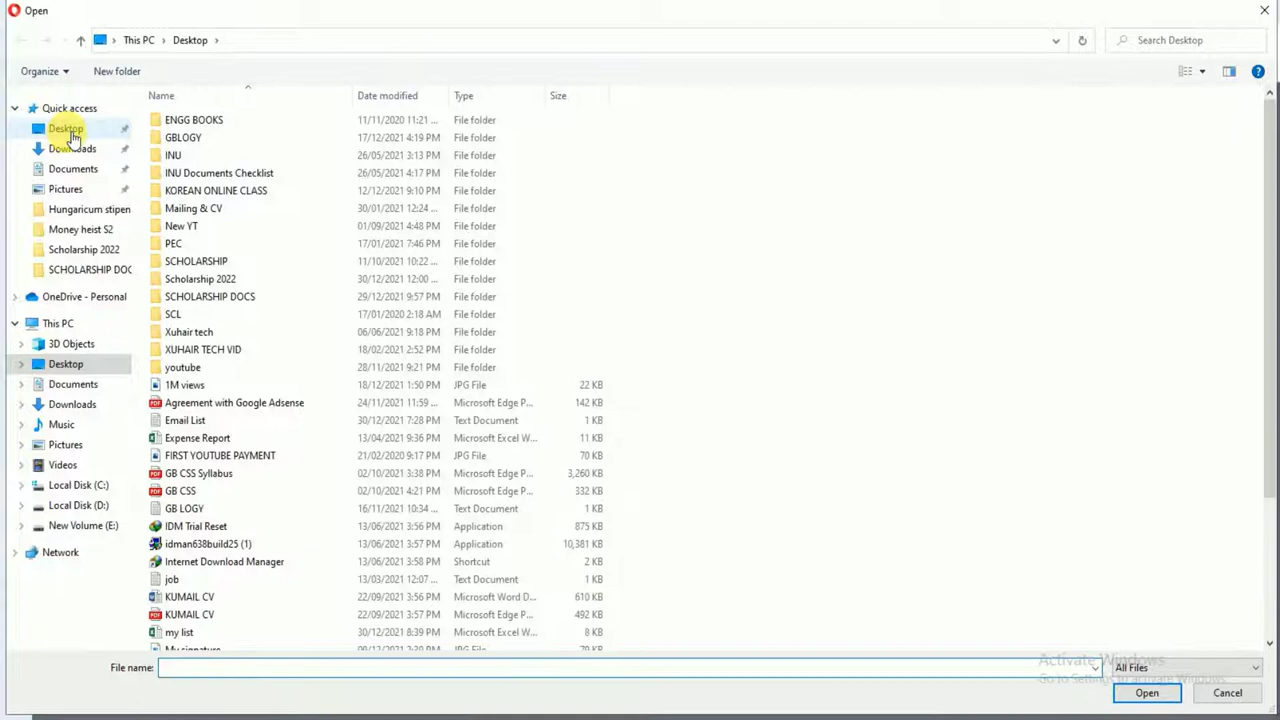 Open
This PC > Desktop >
Search Desktop
Organize
New folder
Name Date modified Type Size
Quick access
Desktop
Downloads
Documents
Pictures
Hungaricum stipen
Money heist S2
Scholarship 2022
SCHOLARSHIP DOC
OneDrive - Personal
This PC
3D Objects
Desktop
Documents
Downloads
Music
Pictures
Videos
Local Disk (C:)
Local Disk (D:)
New Volume (E:)
Network
ENGG BOOKS 11/11/2020 11:21 ... File folder
GBLOGY 17/12/2021 4:19 PM File folder
INU 26/05/2021 3:13 PM File folder
INU Documents Checklist 26/05/2021 4:17 PM File folder
KOREAN ONLINE CLASS 12/12/2021 9:10 PM File folder
Mailing & CV 30/01/2021 12:24 ... File folder
New YT 01/09/2021 4:48 PM File folder
PEC 17/01/2021 7:46 PM File folder
SCHOLARSHIP 11/10/2021 10:22 ... File folder
Scholarship 2022 30/12/2021 12:00 ... File folder
SCHOLARSHIP DOCS 29/12/2021 9:57 PM File folder
SCL 17/01/2020 2:18 AM File folder
Xuhair tech 06/06/2021 9:18 PM File folder
XUHAIR TECH VID 18/02/2021 2:52 PM File folder
youtube 28/11/2021 9:21 PM File folder
1M views 18/12/2021 1:50 PM JPG File 22 KB
Agreement with Google Adsense 24/11/2021 11:59 ... Microsoft Edge P... 142 KB
Email List 30/12/2021 7:28 PM Text Document 1 KB
Expense Report 13/04/2021 9:36 PM Microsoft Excel W... 11 KB
FIRST YOUTUBE PAYMENT 21/02/2020 9:17 PM JPG File 70 KB
GB CSS Syllabus 02/10/2021 3:38 PM Microsoft Edge P... 3,260 KB
GB CSS 02/10/2021 4:21 PM Microsoft Edge P... 332 KB
GB LOGY 16/11/2021 10:34 ... Text Document 1 KB
IDM Trial Reset 13/06/2021 3:56 PM Application 875 KB
idman638build25 (1) 13/06/2021 3:57 PM Application 10,381 KB
Internet Download Manager 13/06/2021 3:58 PM Shortcut 2 KB
job 13/03/2021 12:07 ... Text Document 1 KB
KUMAIL CV 22/09/2021 3:56 PM Microsoft Word D... 610 KB
KUMAIL CV 22/09/2021 3:57 PM Microsoft Edge P... 492 KB
my list 30/12/2021 8:39 PM Microsoft Excel W... 8 KB
My signature JPG File 79 KB
File name:
All Files
Activate Windows
Go to Settings to activate Windows.
Open Cancel